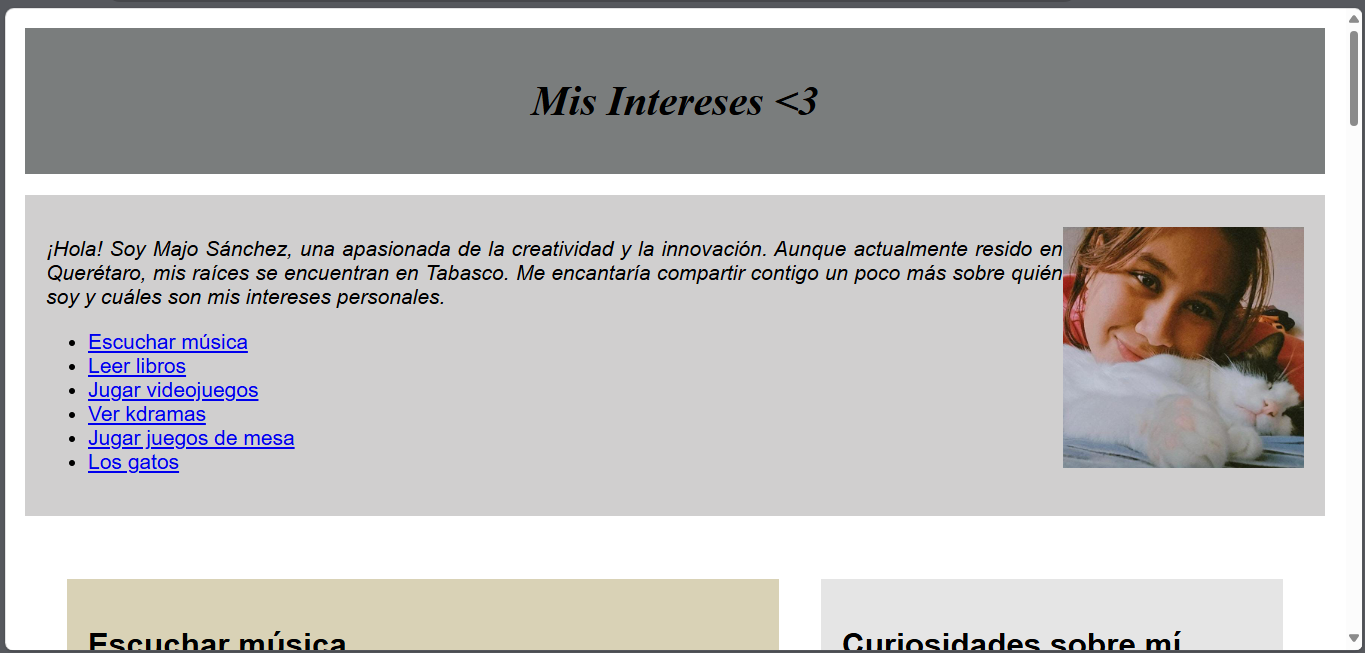 Mis Intereses <3
¡Hola! Soy Majo Sánchez, una apasionada de la creatividad y la innovación. Aunque actualmente resido en
Querétaro, mis raíces se encuentran en Tabasco. Me encantaría compartir contigo un poco más sobre quién
soy y cuáles son mis intereses personales.
Escuchar música
Leer libros
Jugar videojuegos
Ver kdramas
Jugar juegos de mesa
Los gatos
Escuchar música
Curiosidades sobre mí